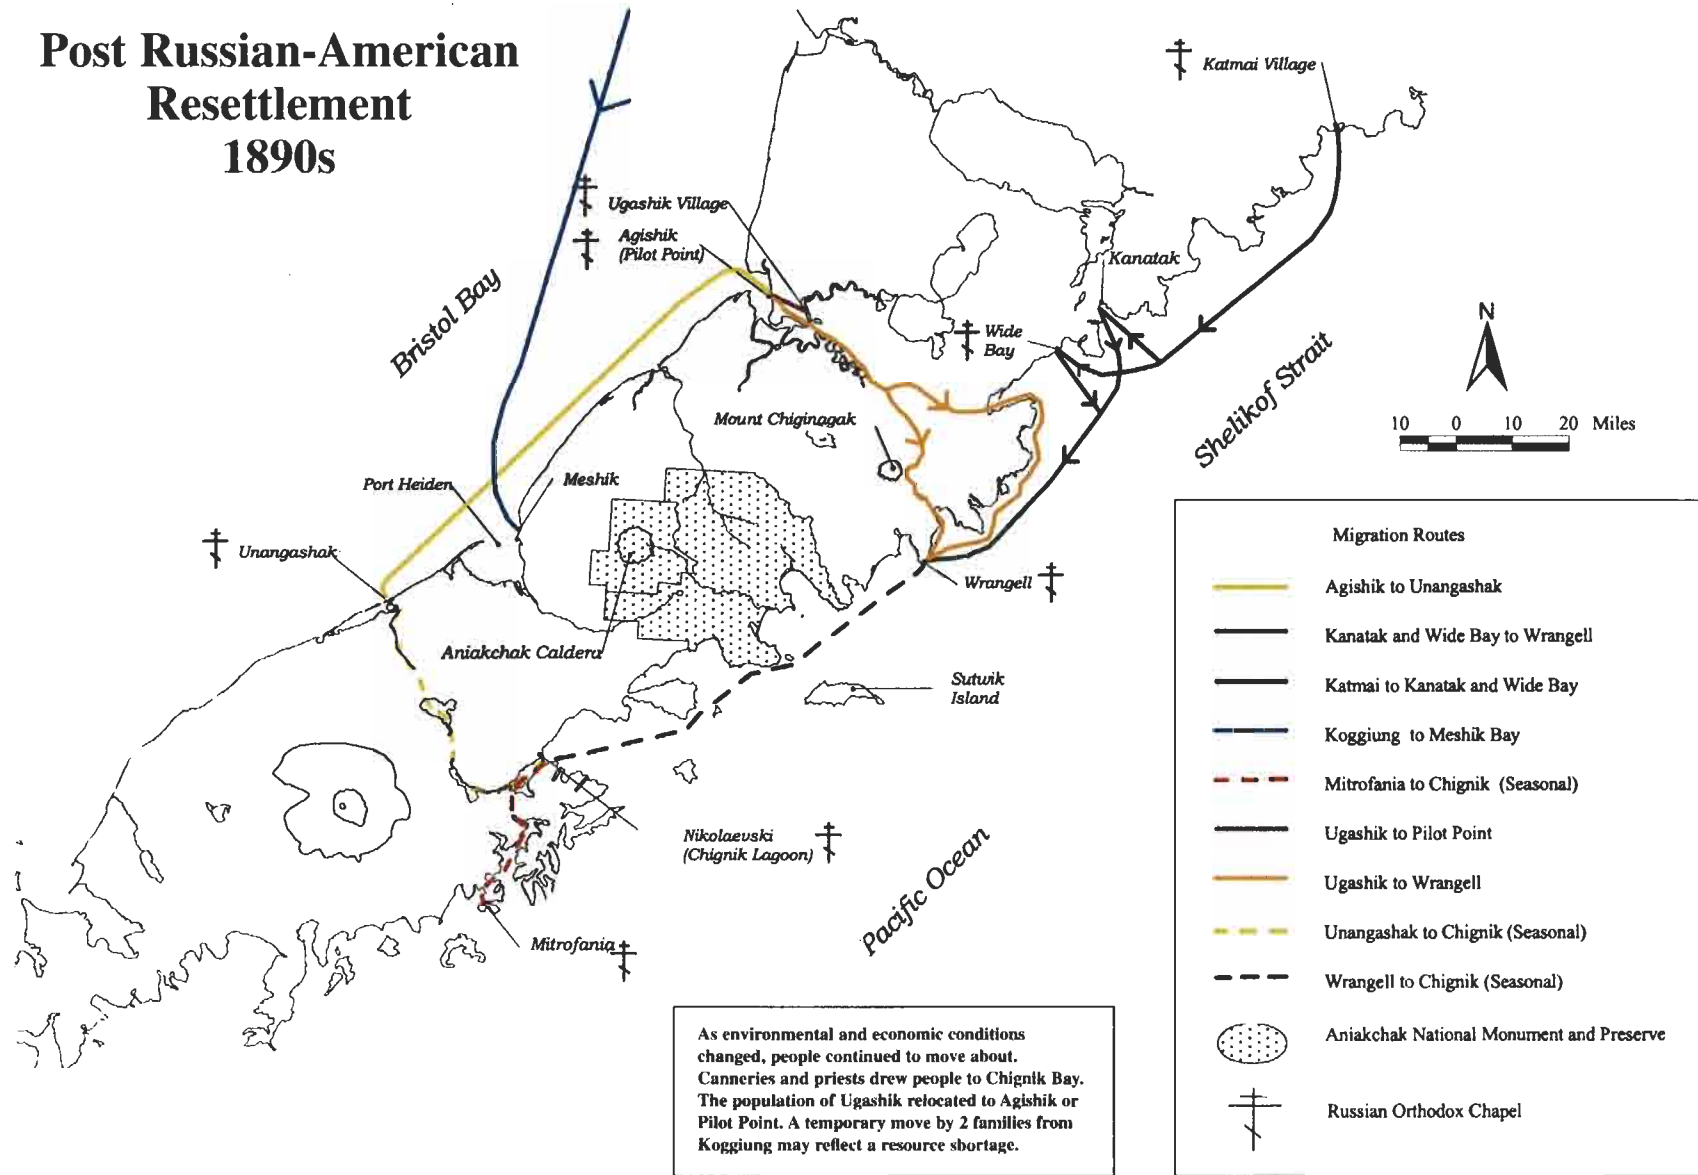 Post Russian-American
Resettlement
1890s
Katmai Village
Ugashik Village
Agishik
(Pilot Point)
Kanatak
Bristol Bay
Wide
Bay
N
Shelikof Strait
Mount Chiginagak
10 0 10 20 Miles
Port Heiden
Meshik
Unangashak
Wrangell
Aniakchak Caldera
Sutwik
Island
Nikolaevski
(Chignik Lagoon)
Pacific Ocean
Mitrofania
Migration Routes
Agishik to Unangashak
Kanatak and Wide Bay to Wrangell
Katmai to Kanatak and Wide Bay
Koggiung to Meshik Bay
Mitrofania to Chignik (Seasonal)
Ugashik to Pilot Point
Ugashik to Wrangell
Unangashak to Chignik (Seasonal)
Wrangell to Chignik (Seasonal)
Aniakchak National Monument and Preserve
Russian Orthodox Chapel
As environmental and economic conditions
changed, people continued to move about.
Canneries and priests drew people to Chignik Bay.
The population of Ugashik relocated to Agishik or
Pilot Point. A temporary move by 2 families from
Koggiung may reflect a resource shortage.